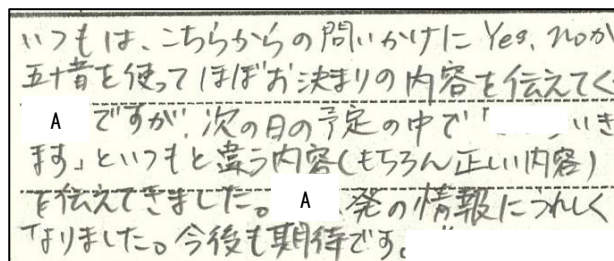 いつもは、こちらからの問いかけに Yes、noか
五十音を使ってほぼお決まりの内容を伝えてく
A ですが、次の日の予定の中で「 いき
ます」といつもと違う内容(もちろん正しい内容)
を伝えてきました。 A 発の情報にうれしく
なりました。今後も期待です。